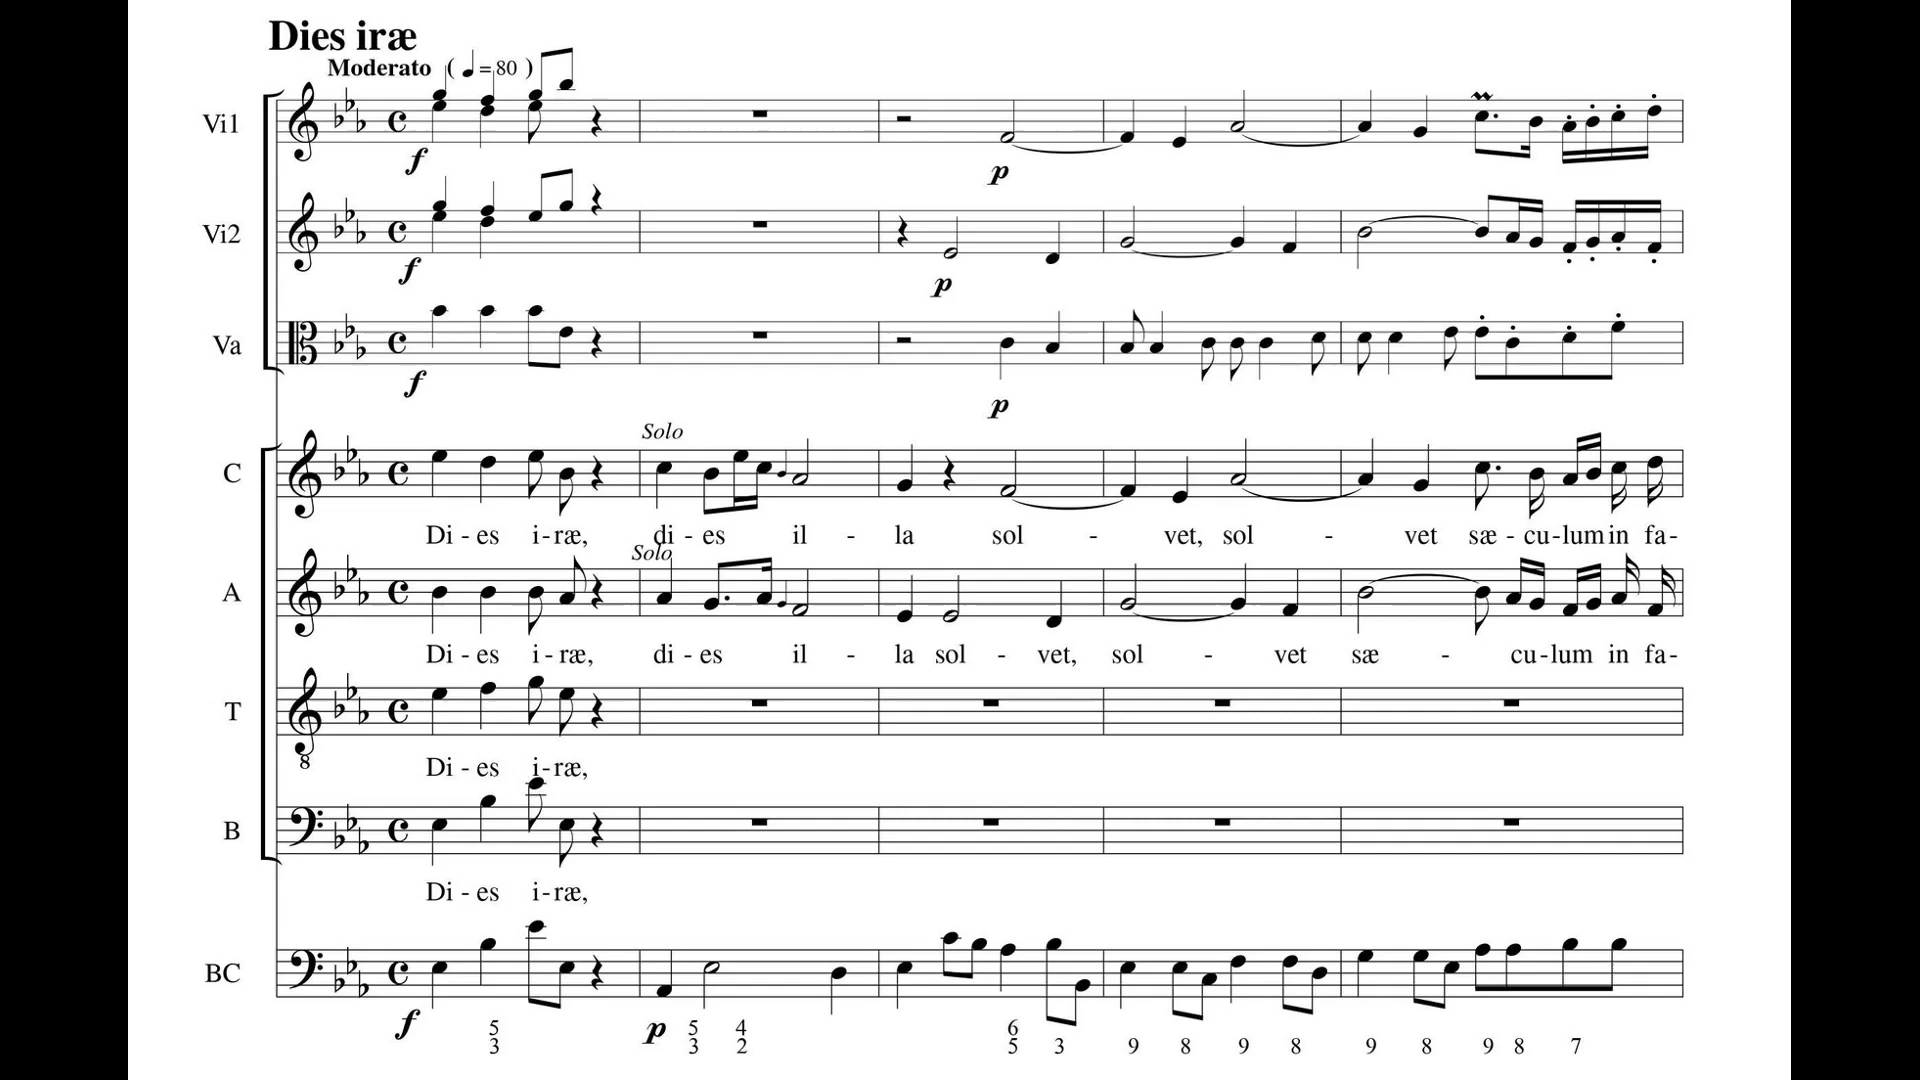 Dies iræ
Moderato ( ♩ = 80 )
Vi1
f
p
Vi2
f
p
Va
f
p
Solo
C
Di - es i - ræ, di - es il - la sol - vet, sol - vet sæ - cu - lum in fa -
Solo
A
Di - es i - ræ, di - es il - la sol - vet, sol - vet sæ - cu - lum in fa -
T
8
Di - es i - ræ,
B
Di - es i - ræ,
BC
f p
5 5 4 6
3 3 2 5 3 9 8 9 8 9 8 9 8 7